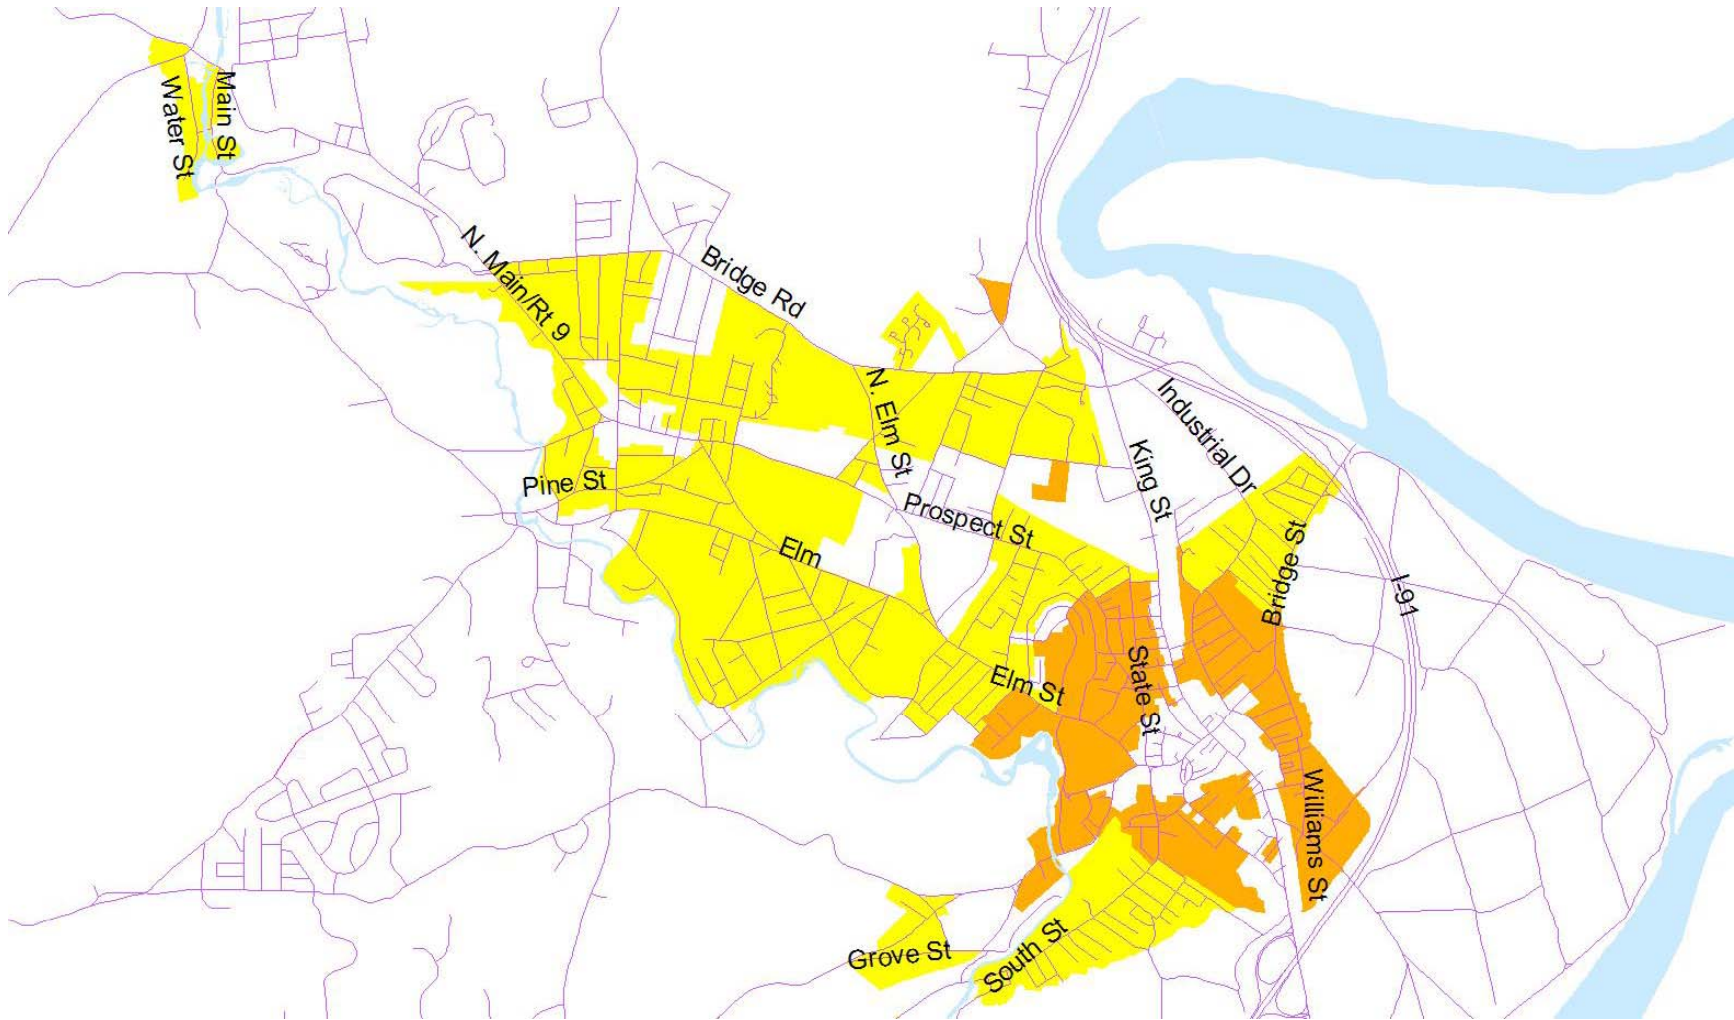 Main St
Water St
N. Main/Rt 9
Bridge Rd
N. Elm St
Industrial Dr
King St
Pine St
Prospect St
Elm
Bridge St
I-91
Elm St
State St
Williams St
Grove St
South St